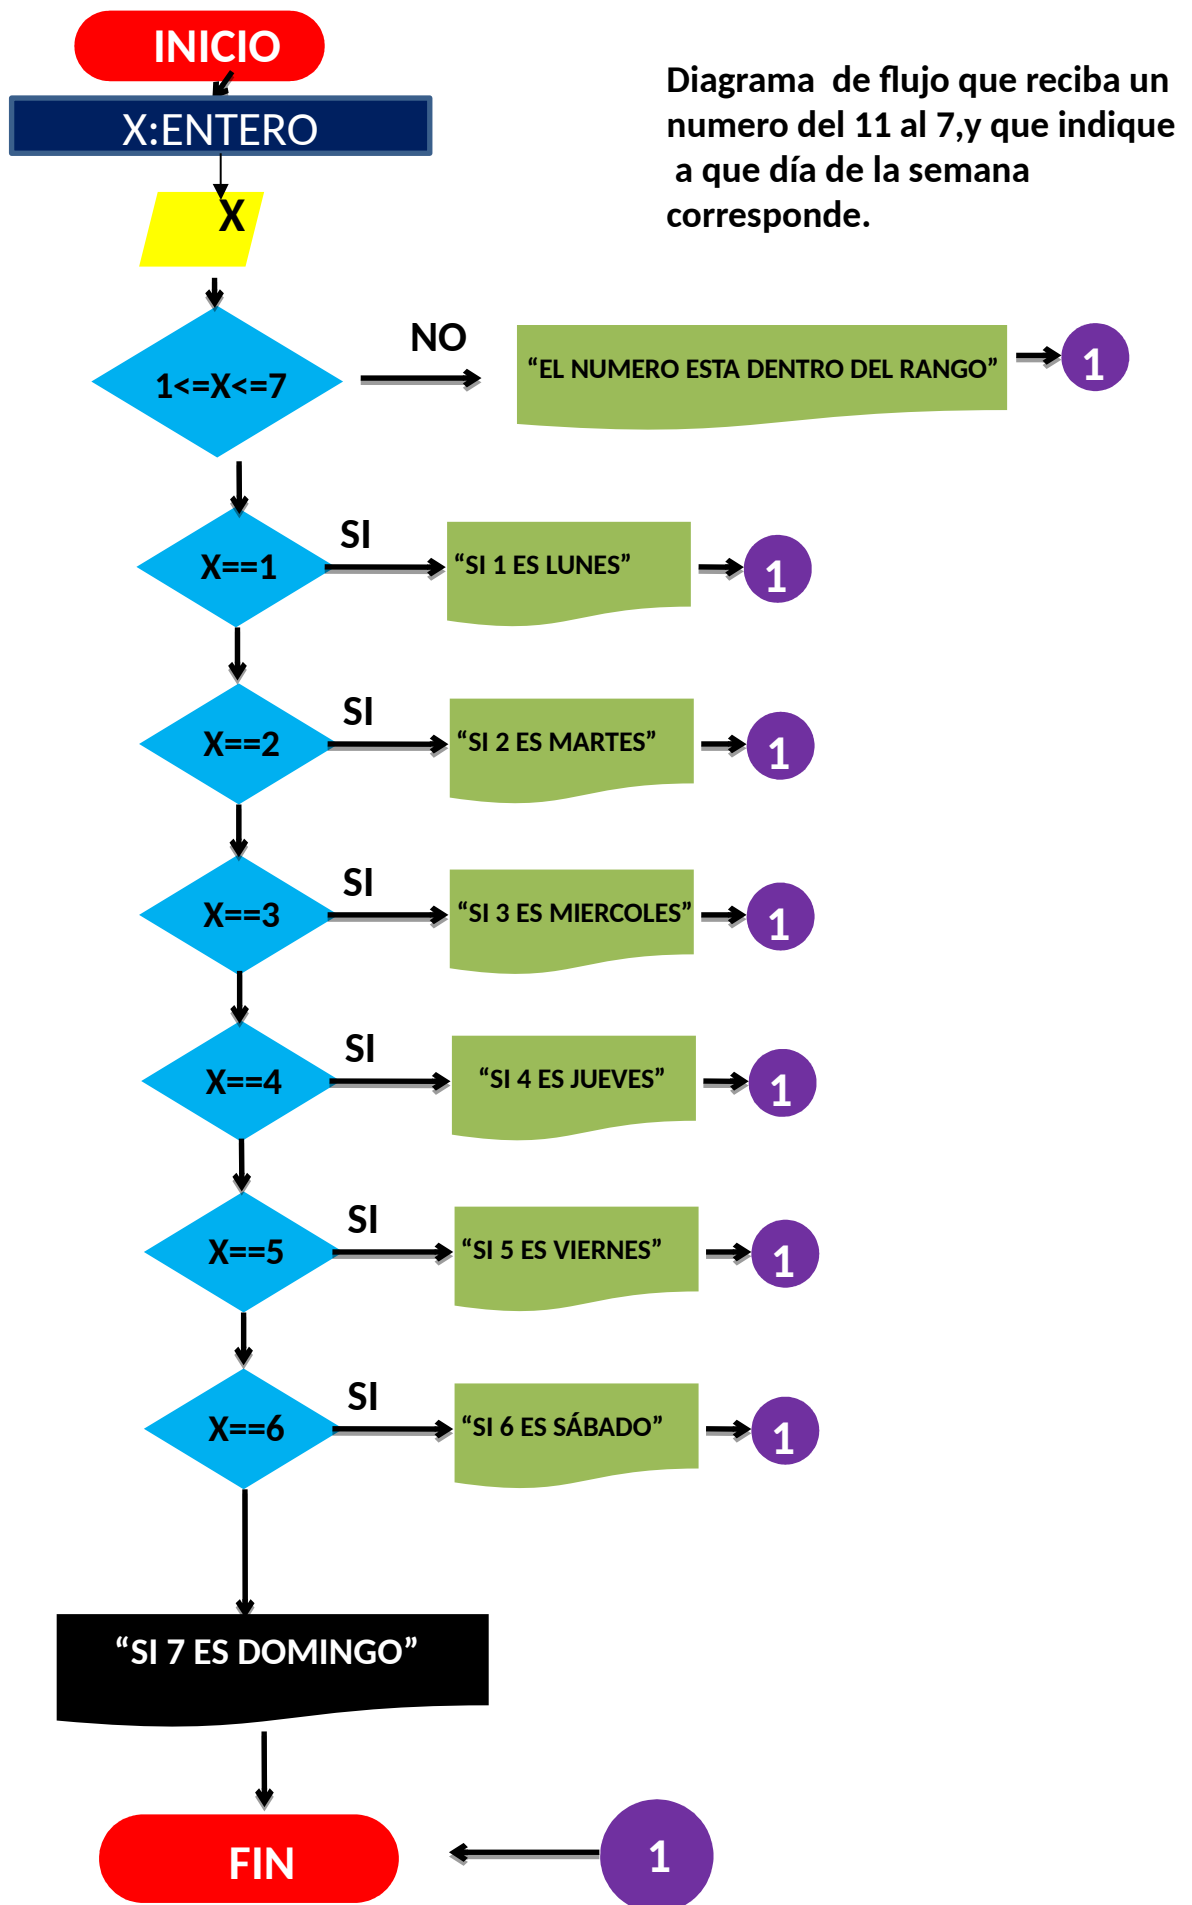 INICIO
Diagrama de flujo que reciba un
numero del 11 al 7,y que indique
a que día de la semana
corresponde.
X:ENTERO
X
1<=X<=7
NO
“EL NUMERO ESTA DENTRO DEL RANGO”
1
X==1
SI
“SI 1 ES LUNES”
1
X==2
SI
“SI 2 ES MARTES”
1
X==3
SI
“SI 3 ES MIERCOLES”
1
X==4
SI
“SI 4 ES JUEVES”
1
X==5
SI
“SI 5 ES VIERNES”
1
X==6
SI
“SI 6 ES SÁBADO”
1
“SI 7 ES DOMINGO”
FIN
1